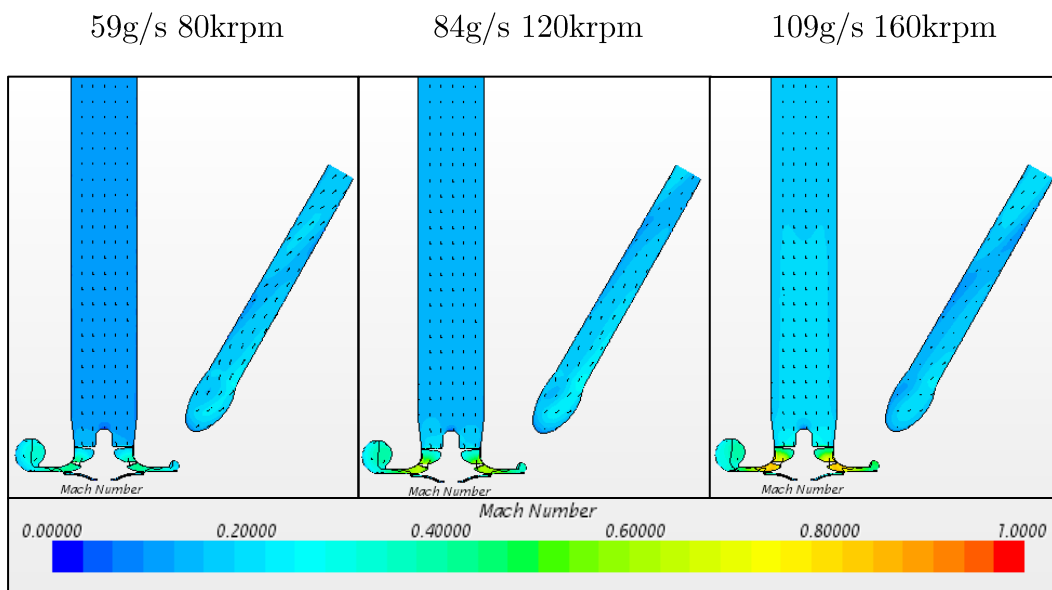 59g/s 80krpm 84g/s 120krpm 109g/s 160krpm
Mach Number Mach Number Mach Number
Mach Number
0.00000 0.20000 0.40000 0.60000 0.80000 1.0000